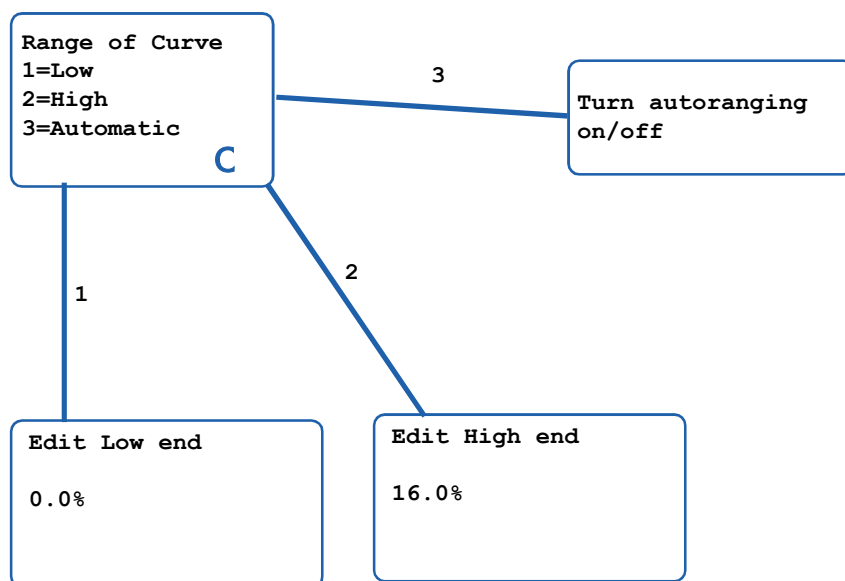 Range of Curve
1=Low
2=High
3=Automatic
C
3
Turn autoranging
on/off
2
1
Edit Low end
0.0%
Edit High end
16.0%